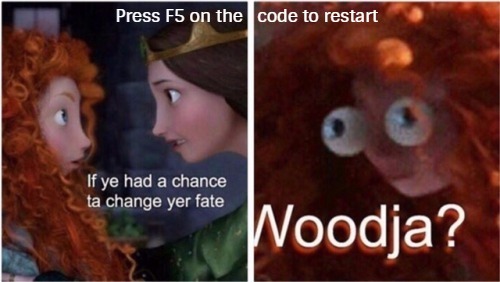 Press F5 on the code to restart
If ye had a chance
ta change yer fate
Woodja?